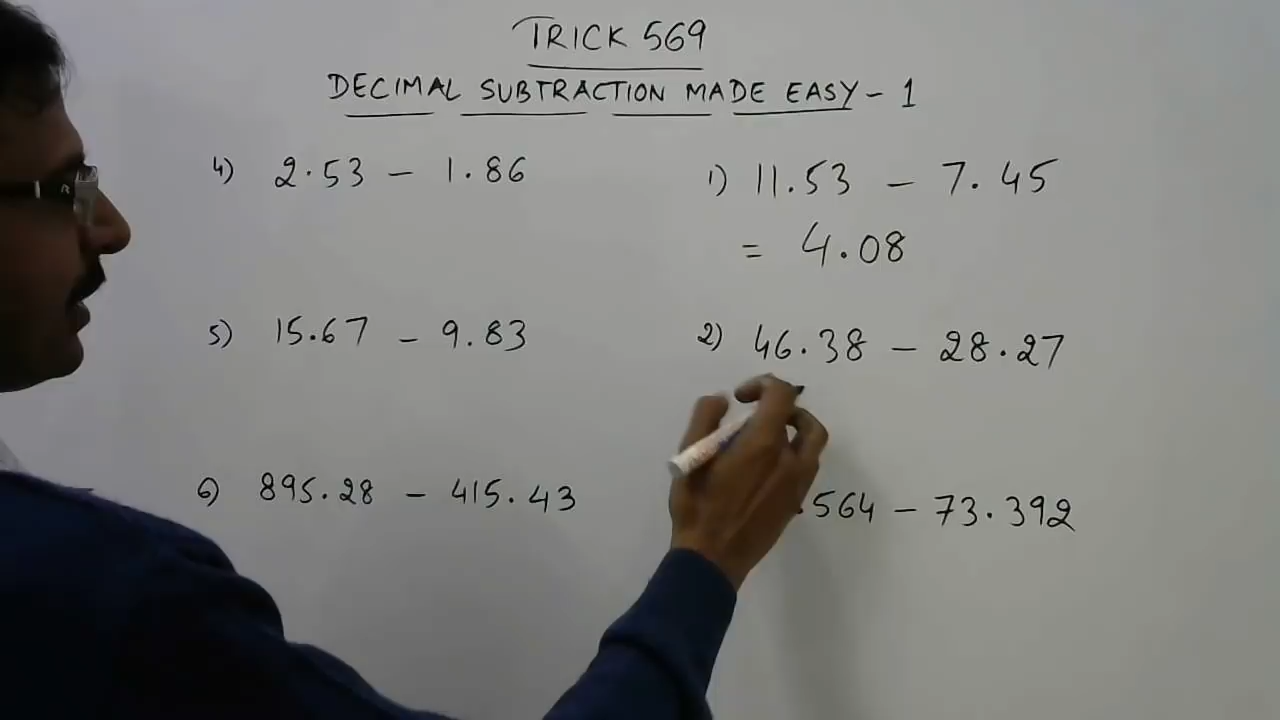 TRICK 569
DECIMAL SUBTRACTION MADE EASY - 1
4) 2.53 - 1.86
5) 15.67 - 9.83
6) 895.28 - 415.43
1) 11.53 - 7.45
= 4.08
2) 46.38 - 28.27
.564 - 73.392